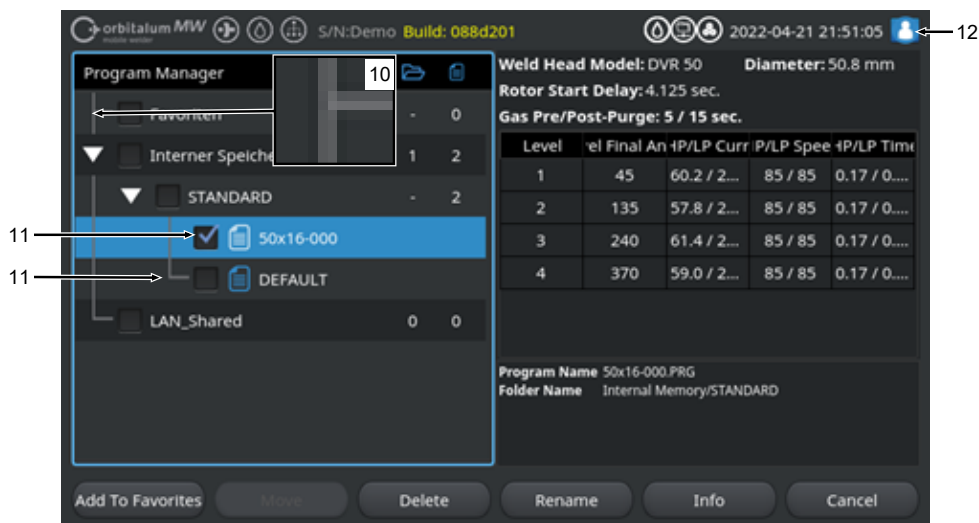 orbitalum MW S/N:Demo Build: 088d201 2022-04-21 21:51:05 12
mobile welder
Program Manager 10
Favoriten - 0
Interner Speiche 1 2
STANDARD - 2
11 50x16-000
11 DEFAULT
LAN_Shared 0 0
Weld Head Model: DVR 50 Diameter: 50.8 mm
Rotor Start Delay: 4.125 sec.
Gas Pre/Post-Purge: 5 / 15 sec.
Level el Final An HP/LP Curr P/LP Spee HP/LP Time
1 45 60.2 / 2... 85 / 85 0.17 / 0....
2 135 57.8 / 2... 85 / 85 0.17 / 0....
3 240 61.4 / 2... 85 / 85 0.17 / 0....
4 370 59.0 / 2... 85 / 85 0.17 / 0....
Program Name 50x16-000.PRG
Folder Name Internal Memory/STANDARD
Add To Favorites Move Delete Rename Info Cancel